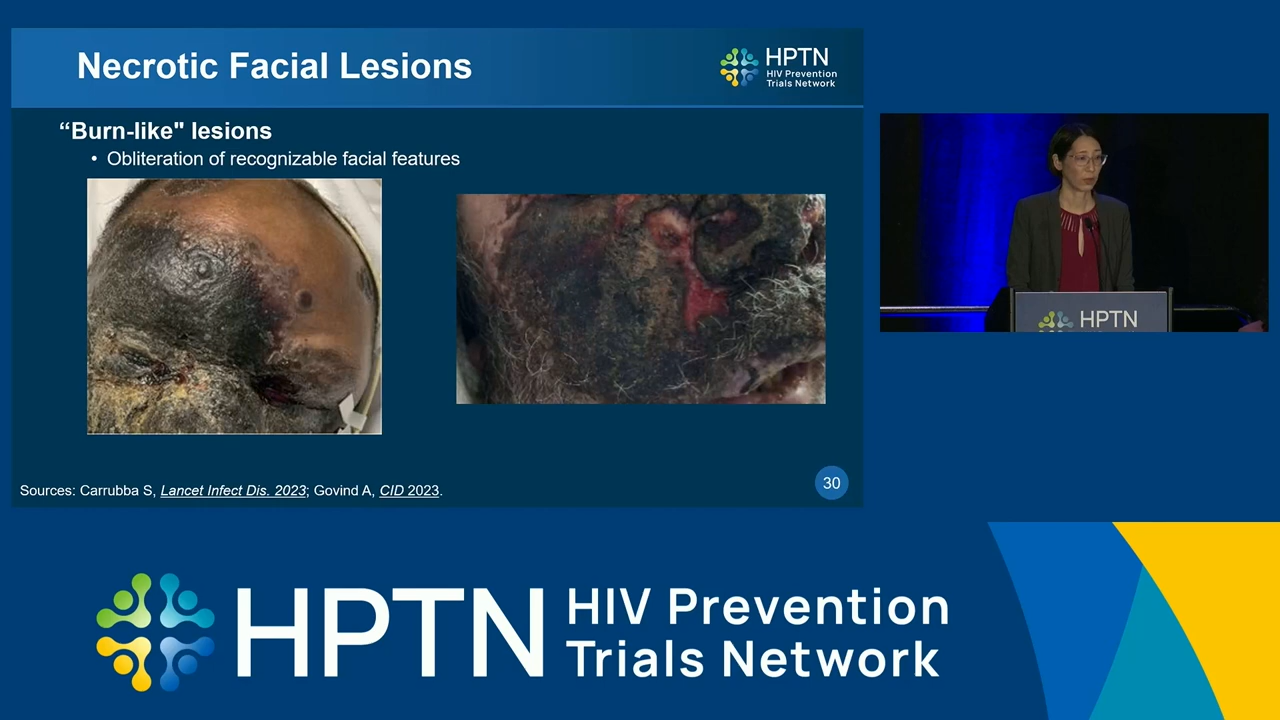 Necrotic Facial Lesions
HPTN
HIV Prevention
Trials Network
“Burn-like" lesions
• Obliteration of recognizable facial features
Sources: Carrubba S, Lancet Infect Dis. 2023; Govind A, CID 2023.
30
HPTN
HPTN
HIV Prevention
Trials Network